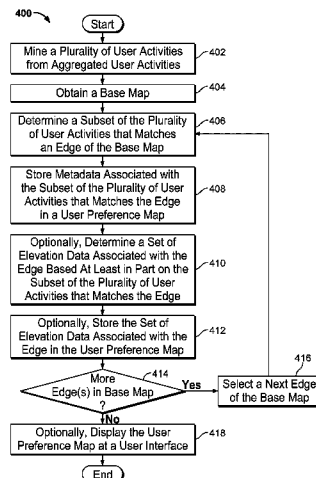 400
Start
Mine a Plurality of User Activities
from Aggregated User Activities
402
Obtain a Base Map
404
Determine a Subset of the Plurality
of User Activities that Matches
an Edge of the Base Map
406
Store Metadata Associated with
the Subset of the Plurality of User
Activities that Matches the Edge
in a User Preference Map
408
Optionally, Determine a Set of
Elevation Data Associated with the
Edge Based At Least in Part on the
Subset of the Plurality of User
Activities that Matches the Edge
410
Optionally, Store the Set of
Elevation Data Associated with the
Edge in the User Preference Map
412
More
Edge(s) in Base Map
?
414
Yes
Select a Next Edge
of the Base Map
416
No
Optionally, Display the User
Preference Map at a User Interface
418
End